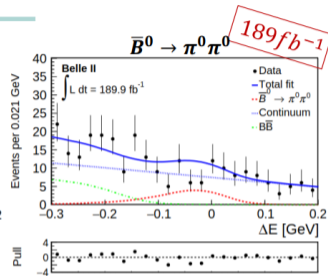 189fb⁻¹
B̅⁰ → π⁰π⁰
Belle II
∫ L dt = 189.9 fb⁻¹
Data
Total fit
B̅⁰ → π⁰π⁰
Continuum
BB̅
Events per 0.021 GeV
40
35
30
25
20
15
10
5
0
−0.3 −0.2 −0.1 0 0.1 0.2
ΔE [GeV]
Pull
4
0
−4